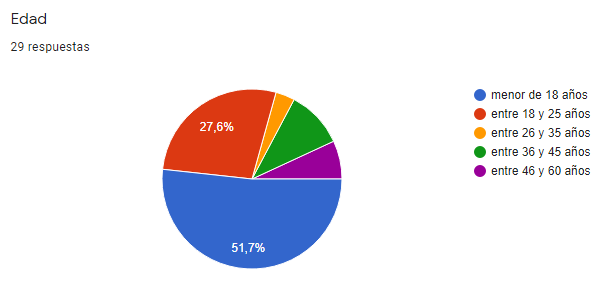 Edad
29 respuestas
menor de 18 años
entre 18 y 25 años
entre 26 y 35 años
entre 36 y 45 años
entre 46 y 60 años
27,6%
51,7%